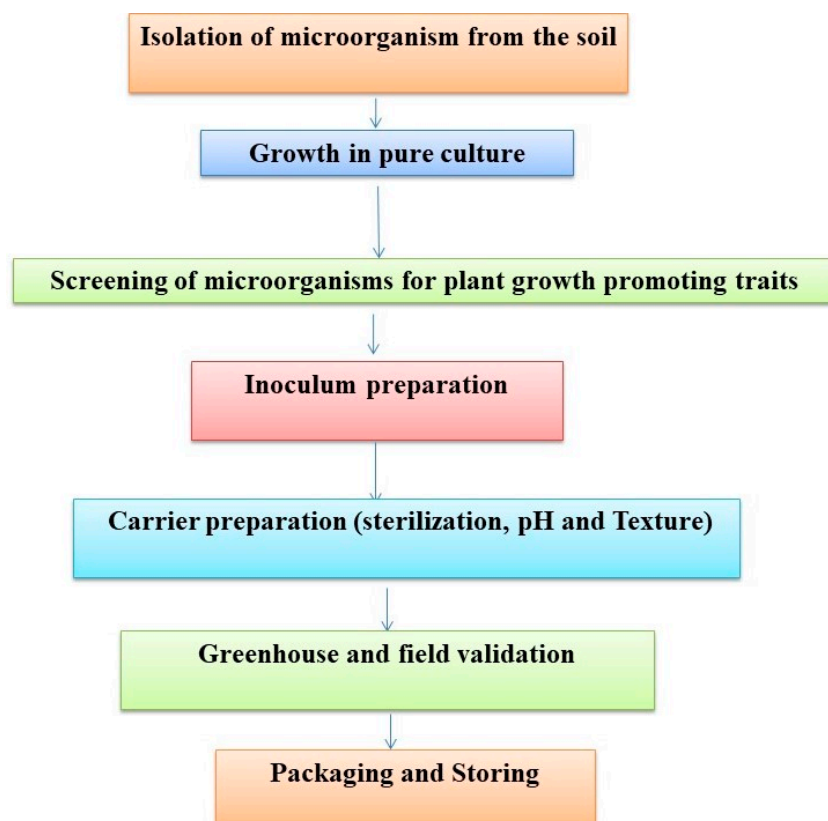 Isolation of microorganism from the soil
Growth in pure culture
Screening of microorganisms for plant growth promoting traits
Inoculum preparation
Carrier preparation (sterilization, pH and Texture)
Greenhouse and field validation
Packaging and Storing